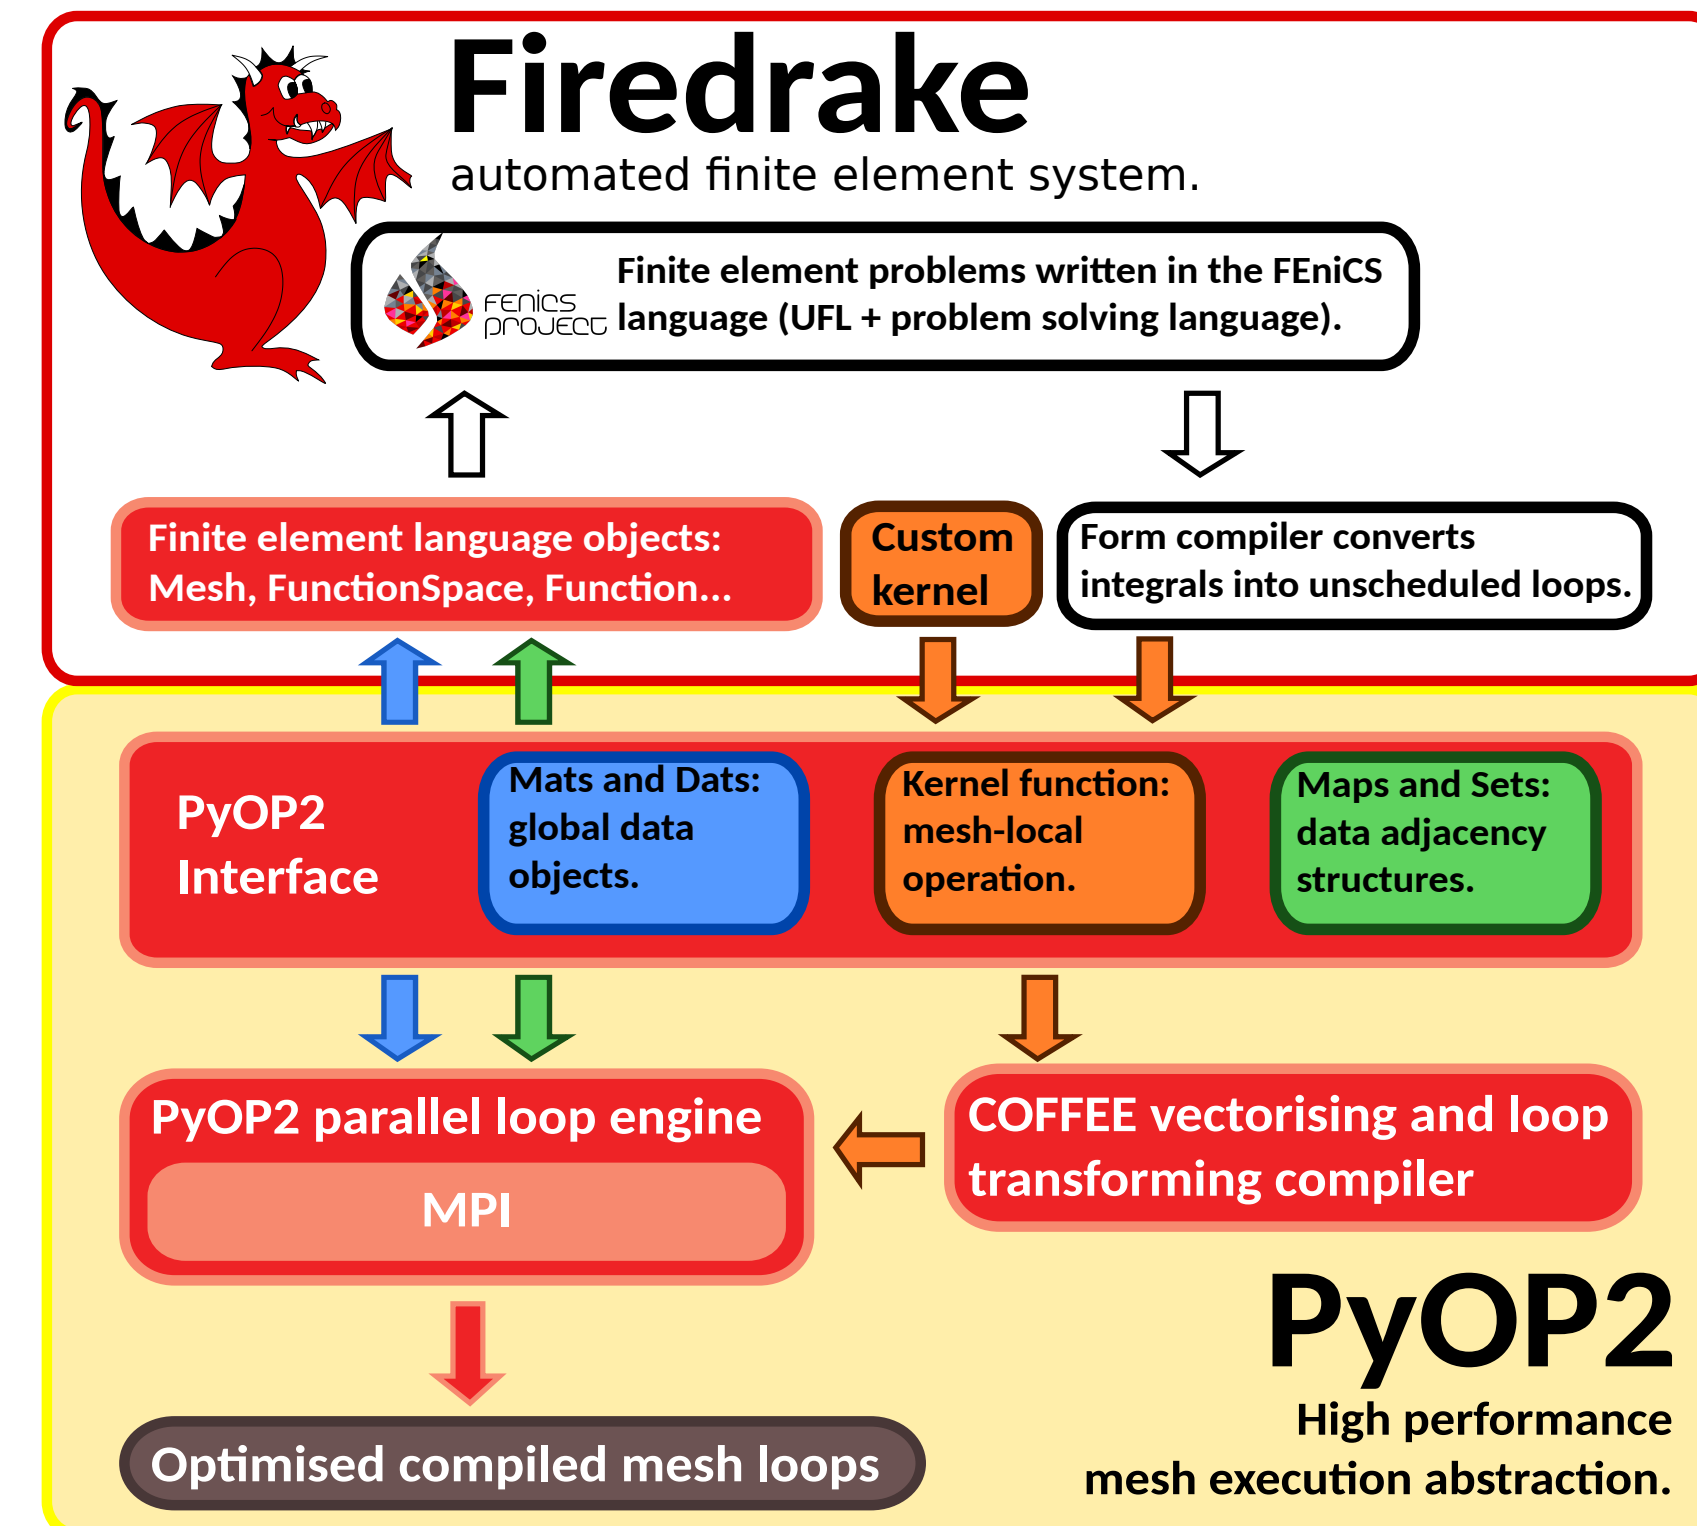 Firedrake
automated finite element system.
FENICS
PROJECT
Finite element problems written in the FEniCS
language (UFL + problem solving language).
Finite element language objects:
Mesh, FunctionSpace, Function...
Custom
kernel
Form compiler converts
integrals into unscheduled loops.
PyOP2
Interface
Mats and Dats:
global data
objects.
Kernel function:
mesh-local
operation.
Maps and Sets:
data adjacency
structures.
PyOP2 parallel loop engine
MPI
COFFEE vectorising and loop
transforming compiler
Optimised compiled mesh loops
PyOP2
High performance
mesh execution abstraction.